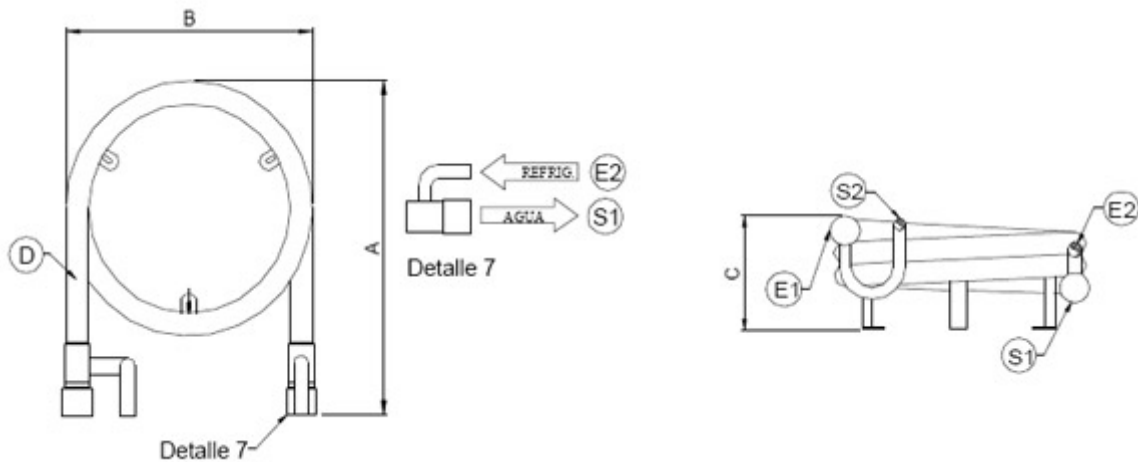 B
A
D
REFRIG.
E2
AGUA
S1
Detalle 7
Detalle 7
S2
E2
C
E1
S1